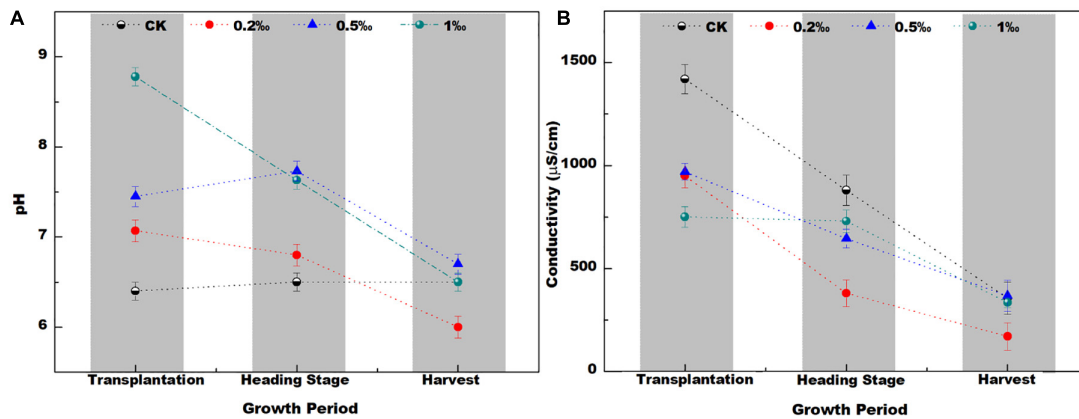 A
CK 0.2‰ 0.5‰ 1‰
9
8
7
6
pH
Transplantation Heading Stage Harvest
Growth Period
B
CK 0.2‰ 0.5‰ 1‰
1500
1000
500
0
Conductivity (μS/cm)
Transplantation Heading Stage Harvest
Growth Period